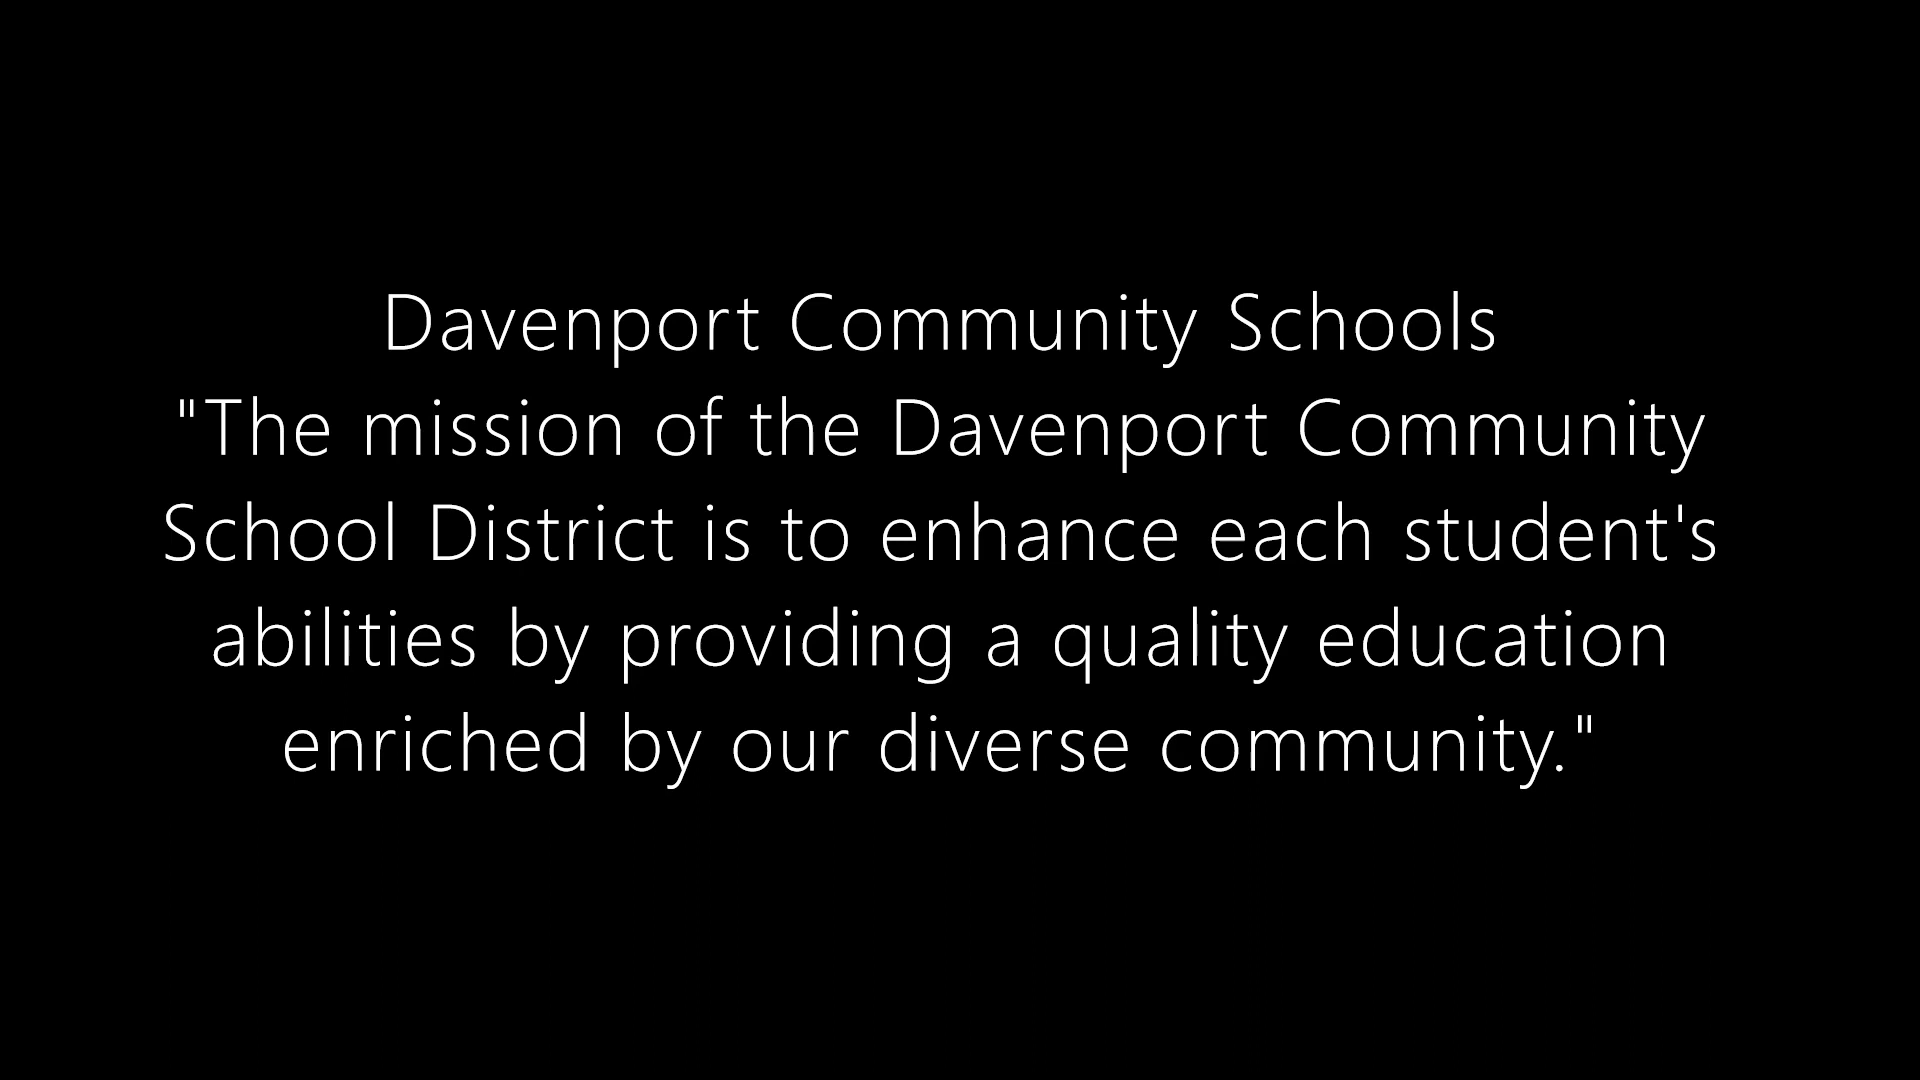 Davenport Community Schools
"The mission of the Davenport Community
School District is to enhance each student's
abilities by providing a quality education
enriched by our diverse community."